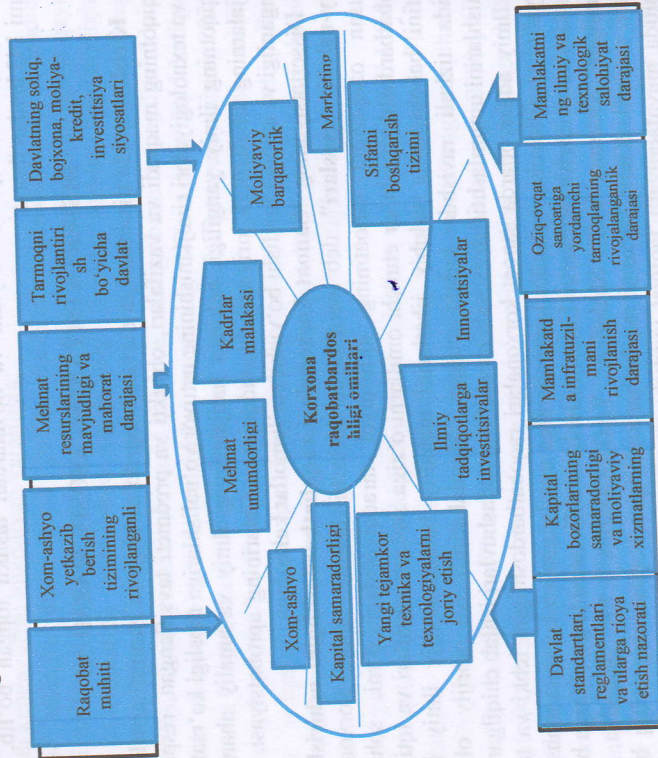 Raqobat
muhiti
Xom-ashyo
yetkazib
berish
tizimining
rivojlanganli
Mehnat
resurslarining
mavjudligi va
mahorat
darajasi
Tarmoqni
rivojlantiri
sh
bo‘yicha
davlat
Davlatning soliq,
bojxona, moliya-
kredit,
investitsiya
siyosatlari
Xom-ashyo
Mehnat
unumdorligi
Kadrlar
malakasi
Moliyaviy
barqarorlik
Marketing
Kapital samaradorligi
Korxona
raqobatbardos
hligi omillari
Sifatni
boshqarish
tizimi
Yangi tejamkor
texnika va
texnologiyalarni
joriy etish
Ilmiy
tadqiqotlarga
investitsiyalar
Innovatsiyalar
Davlat
standartlari,
reglamentlari
va ularga rioya
etish nazorati
Kapital
bozorlarining
samaradorligi
va moliyaviy
xizmatlarning
Mamlakatd
a infratuzil-
mani
rivojlanish
darajasi
Oziq-ovqat
sanoatiga
yordamchi
tarmoqlarning
rivojalanganlik
darajasi
Mamlakatni
ng ilmiy va
texnologik
salohiyat
darajasi